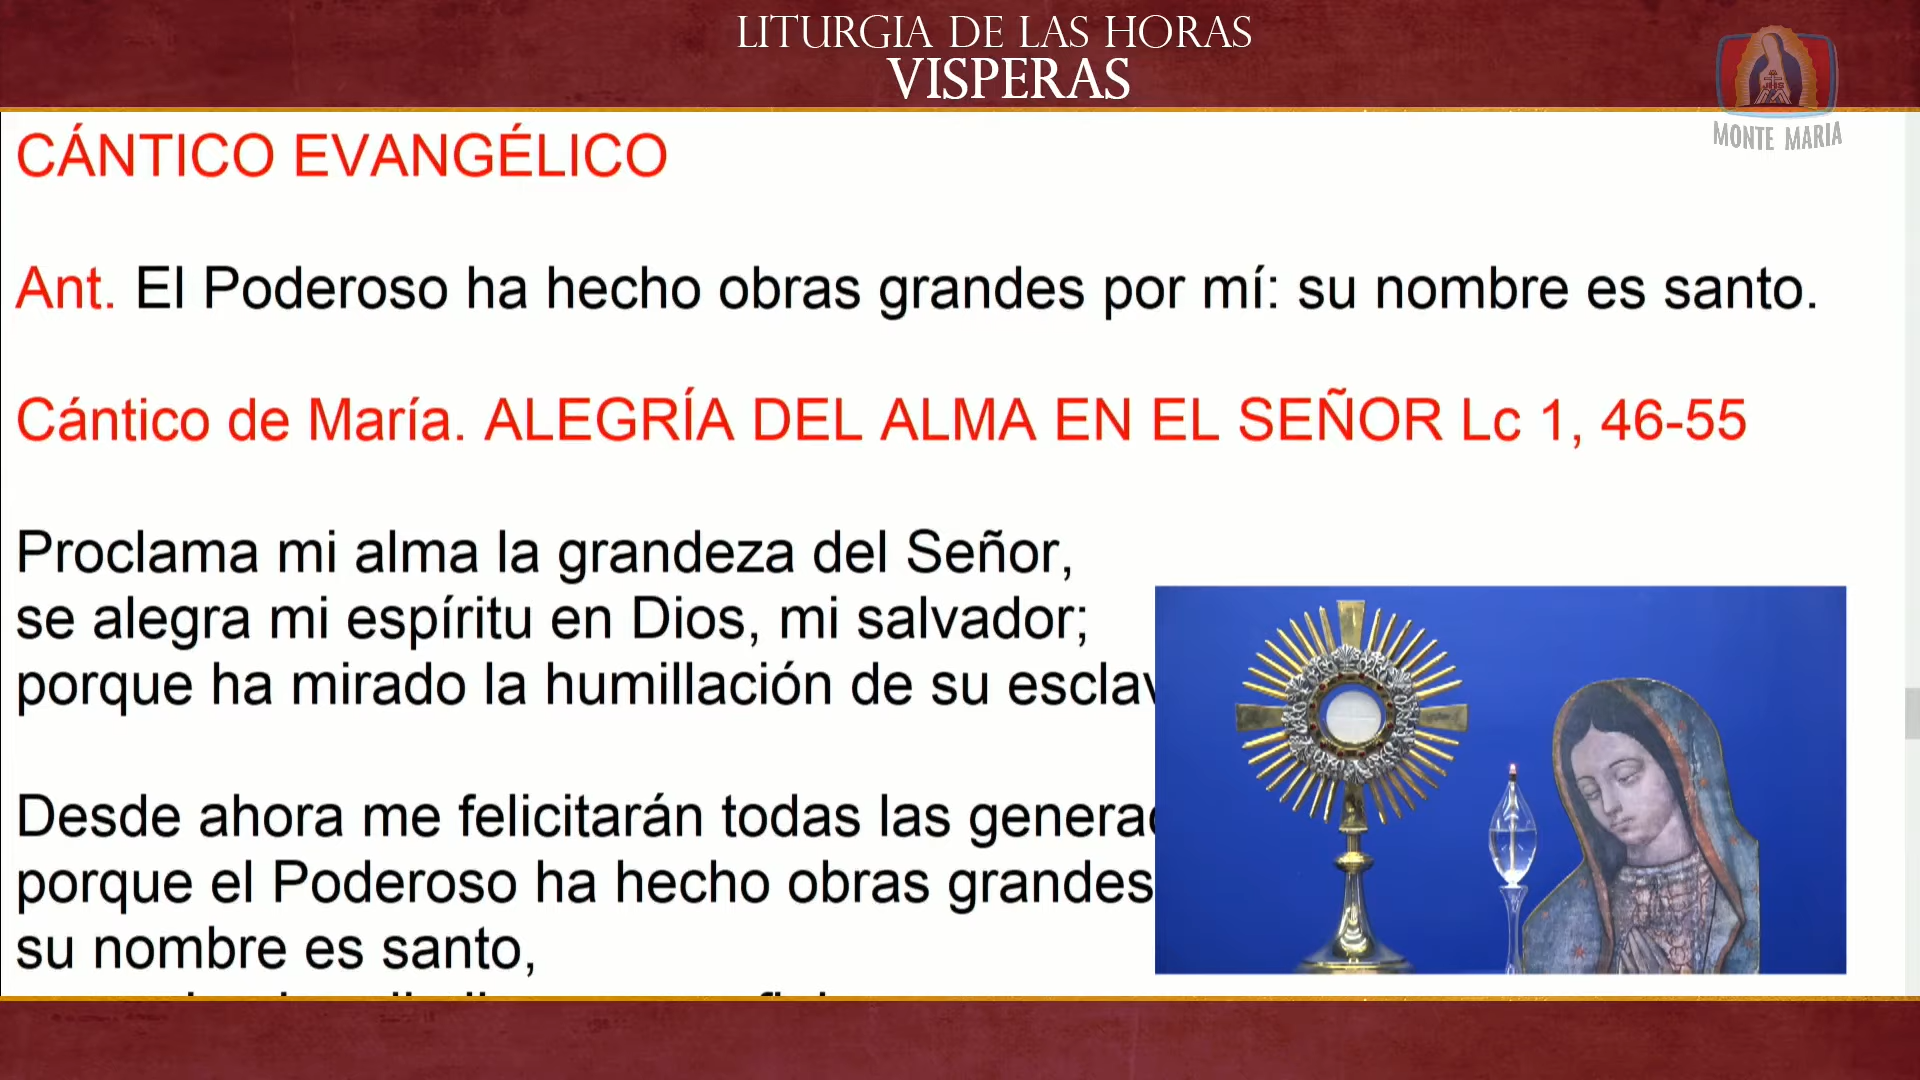 LITURGIA DE LAS HORAS
VISPERAS
MONTE MARIA
CÁNTICO EVANGÉLICO
Ant. El Poderoso ha hecho obras grandes por mí: su nombre es santo.
Cántico de María. ALEGRÍA DEL ALMA EN EL SEÑOR Lc 1, 46-55
Proclama mi alma la grandeza del Señor,
se alegra mi espíritu en Dios, mi salvador;
porque ha mirado la humillación de su
Desde ahora me felicitarán todas las
porque el Poderoso ha hecho obras grandes
su nombre es santo,